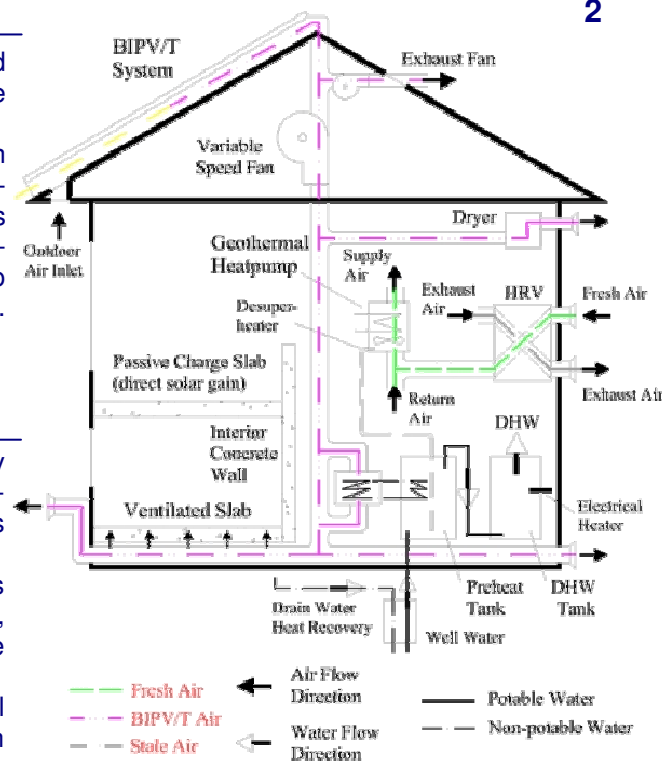 2
BIPV/T
System
Exhaust Fan
Variable
Speed Fan
Outdoor
Air Inlet
Dryer
Geothermal
Heatpump
Supply
Air
Exhaust
Air
HRV
Fresh Air
Desuper-
heater
Passive Charge Slab
(direct solar gain)
Return
Air
Exhaust Air
DHW
Interior
Concrete
Wall
Ventilated Slab
Electrical
Heater
Preheat
Tank
DHW
Tank
Drain Water
Heat Recovery
Well Water
Fresh Air
BIPV/T Air
Stale Air
Air Flow
Direction
Water Flow
Direction
Potable Water
Non-potable Water